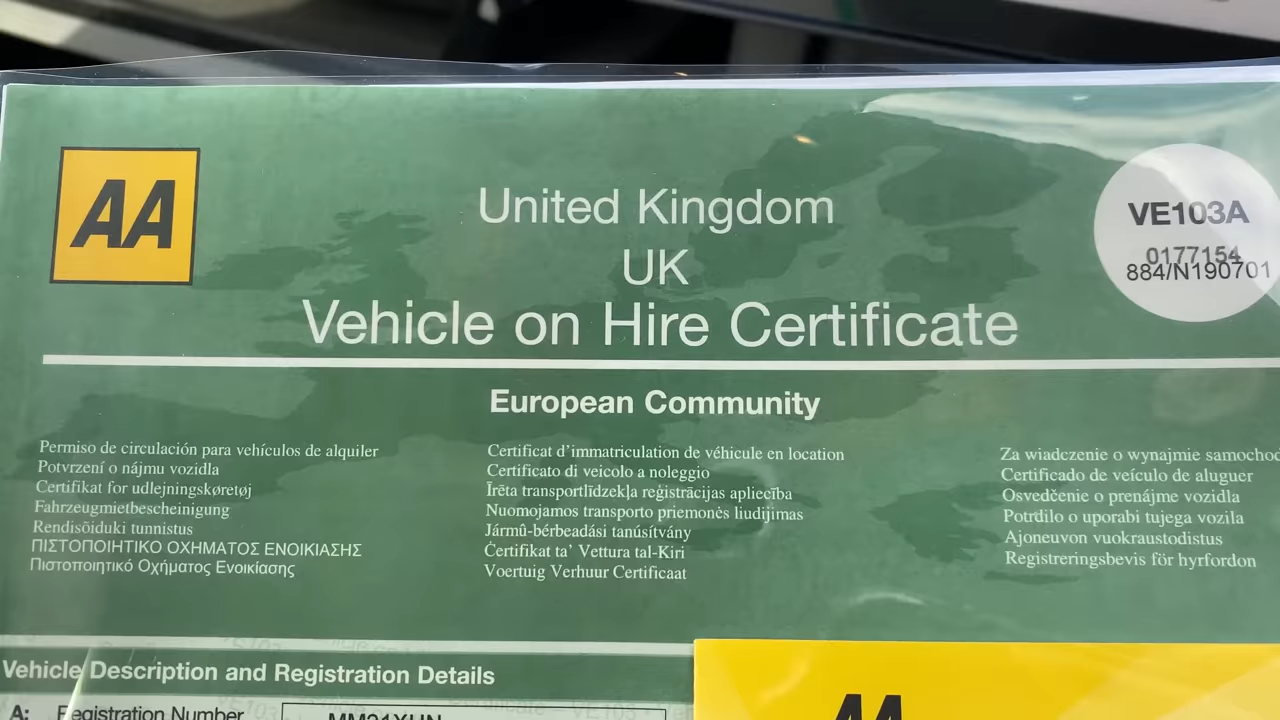 AA
United Kingdom
UK
Vehicle on Hire Certificate
VE103A
0177154
884/N190701
European Community
Permiso de circulación para vehículos de alquiler
Potvrzení o nájmu vozidla
Certifikat for udlejningskøretøj
Fahrzeugmietbescheinigung
Rendisõiduki tunnistus
ΠΙΣΤΟΠΟΙΗΤΙΚΟ ΟΧΗΜΑΤΟΣ ΕΝΟΙΚΙΑΣΗΣ
Πιστοποιητικό Οχήματος Ενοικίασης
Certificat d'immatriculation de véhicule en location
Certificato di veicolo a noleggio
Īrēta transportlīdzekļa reģistrācijas apliecība
Nuomojamos transporto priemonės liudijimas
Jármû-bérbeadási tanúsítvány
Ċertifikat ta' Vettura tal-Kiri
Voertuig Verhuur Certificaat
Za wiadczenie o wynajmie
Certificado de veículo de aluguer
Osvedčenie o prenájme vozidla
Potrdilo o uporabi tujega vozila
Ajoneuvon vuokraustodistus
Registreringsbevis för hyrfordon
Vehicle Description and Registration Details
A: Registration Number
AA